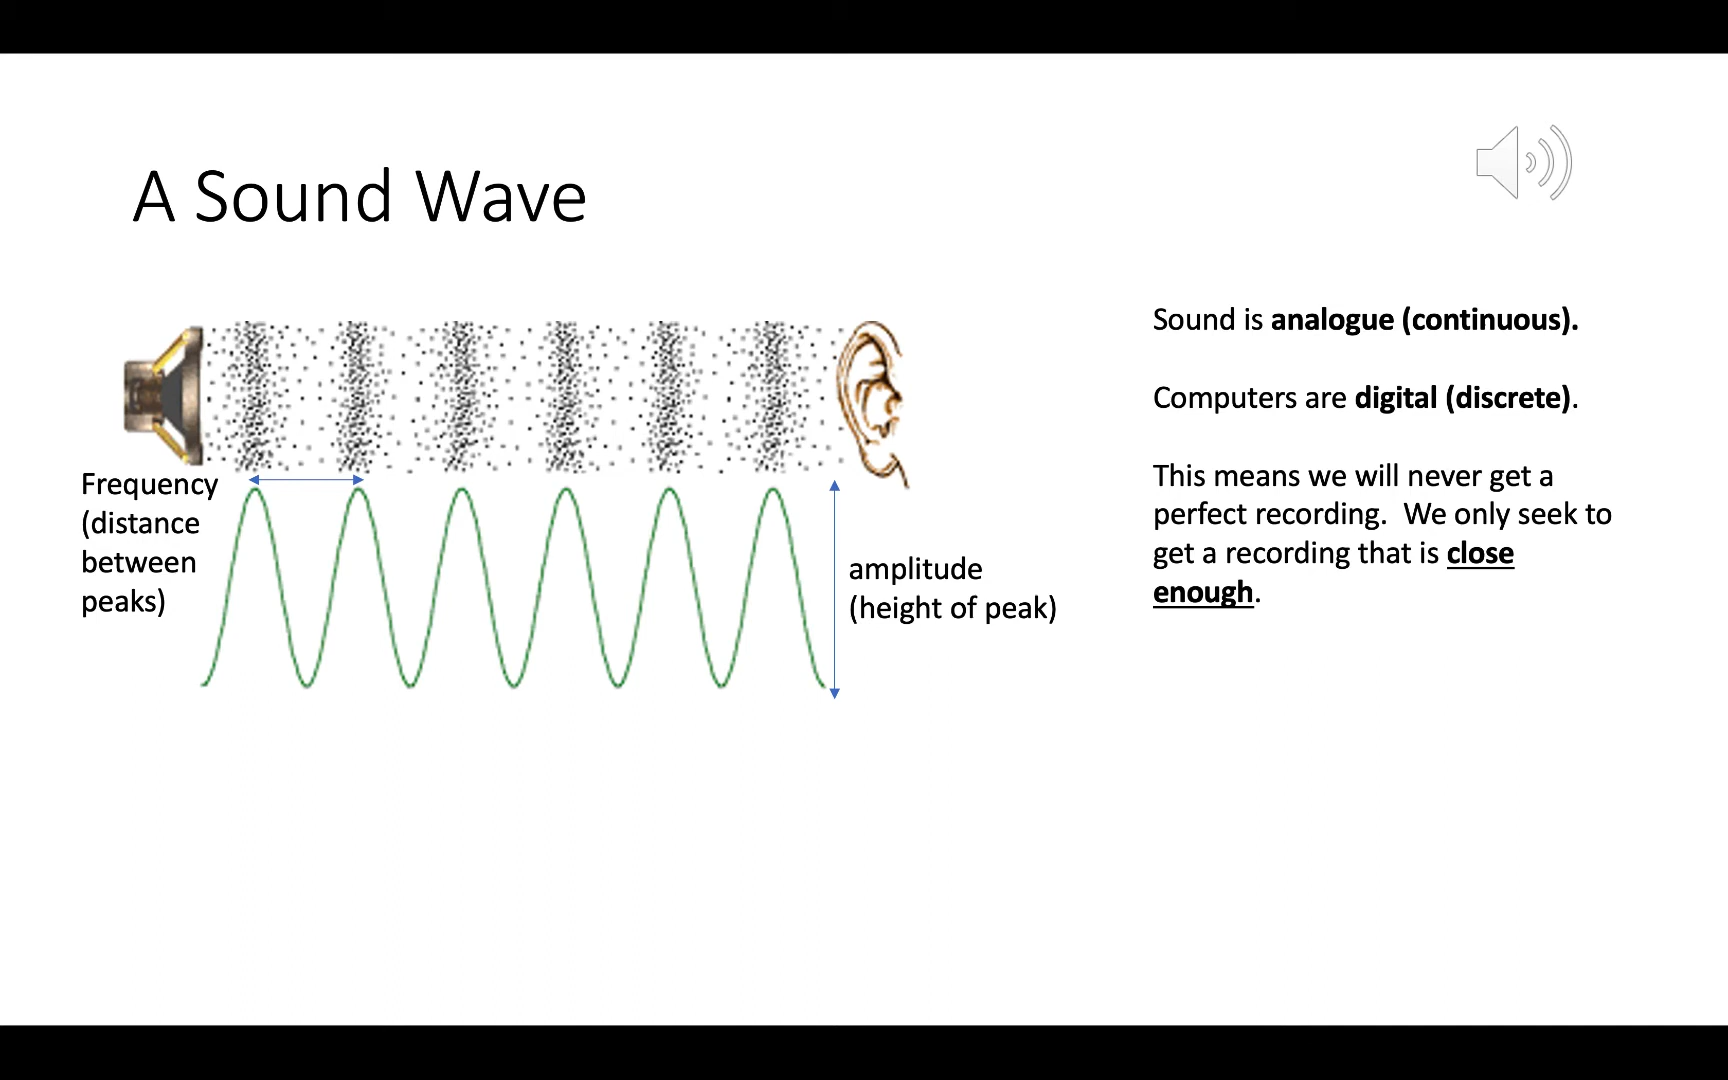 A Sound Wave
Sound is analogue (continuous).
Computers are digital (discrete).
This means we will never get a
perfect recording.  We only seek to
get a recording that is close
enough.
Frequency
(distance
between
peaks)
amplitude
(height of peak)